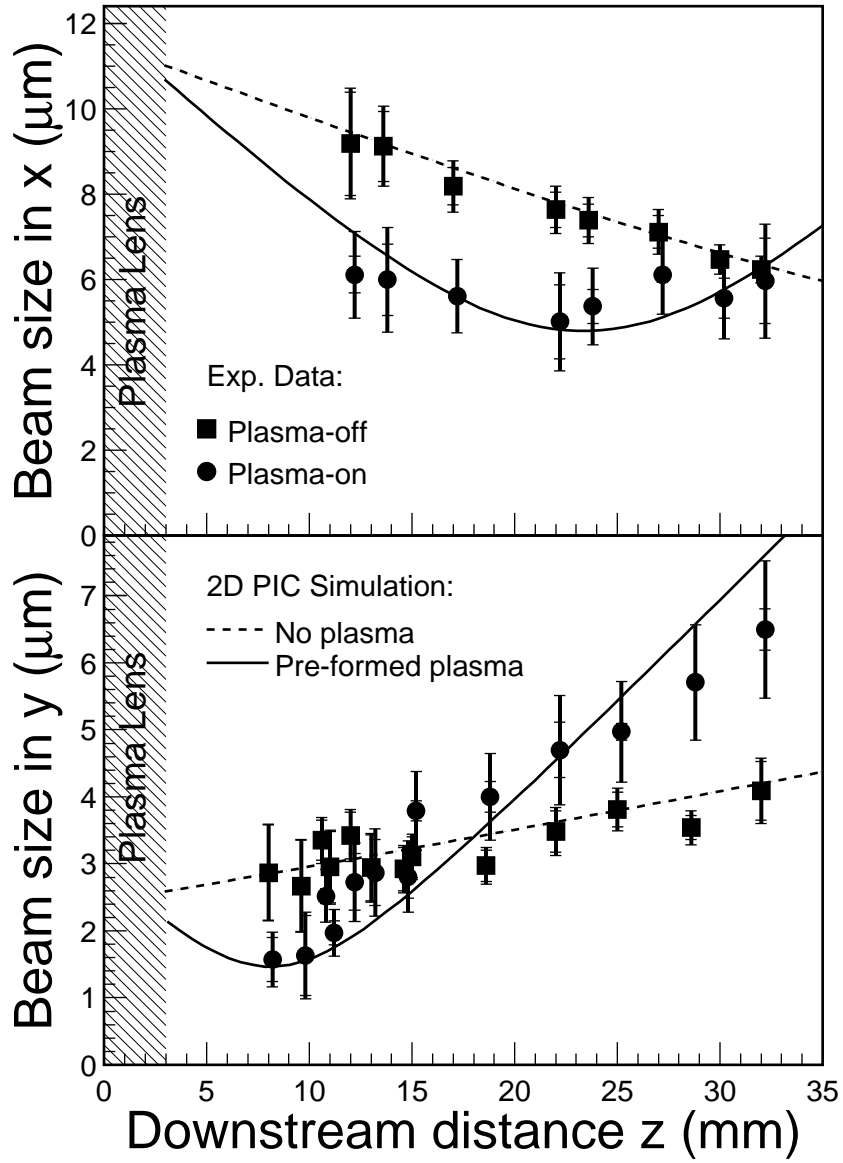 12
10
8
6
4
2
0
Beam size in x (μm)
Plasma Lens
Exp. Data:
Plasma-off
Plasma-on
7
6
5
4
3
2
1
0
Beam size in y (μm)
Plasma Lens
2D PIC Simulation:
No plasma
Pre-formed plasma
0 5 10 15 20 25 30 35
Downstream distance z (mm)